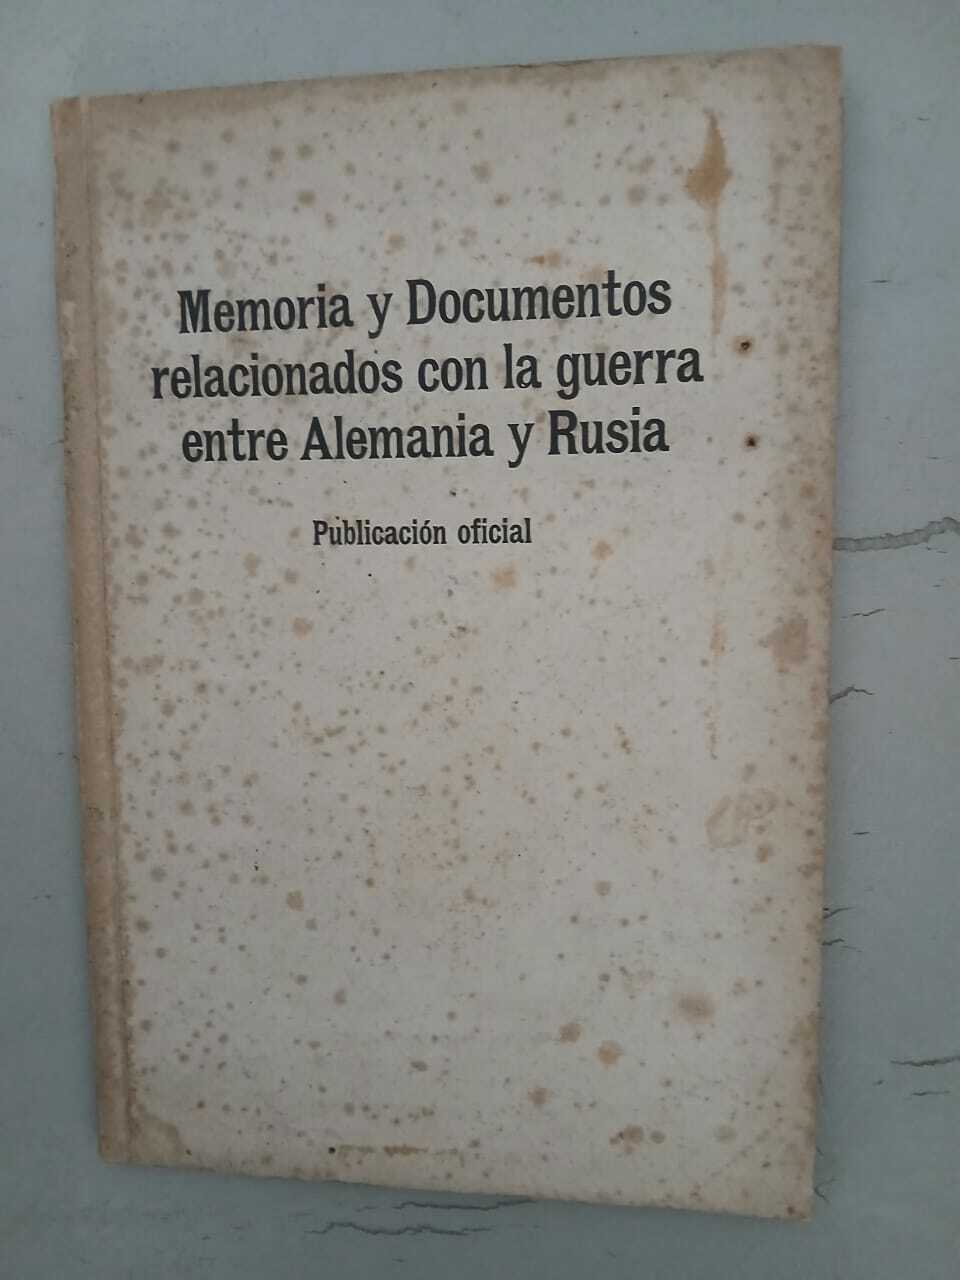 Memoria y Documentos
relacionados con la guerra
entre Alemania y Rusia
Publicación oficial